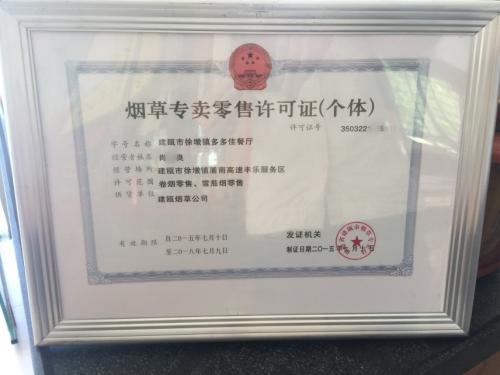 烟草专卖零售许可证(个体)
许可证号 350322
字号名称 建瓯市徐墩镇多多佳餐厅
经营者姓名 肖 良
经营场所 建瓯市徐墩镇浦南高速丰乐服务区
许可范围 卷烟零售、雪茄烟零售
供货单位 建瓯烟草公司
有效期限 自二〇一五年七月十日
至二〇一八年七月九日
发证机关
制证日期二〇一五年 月十日